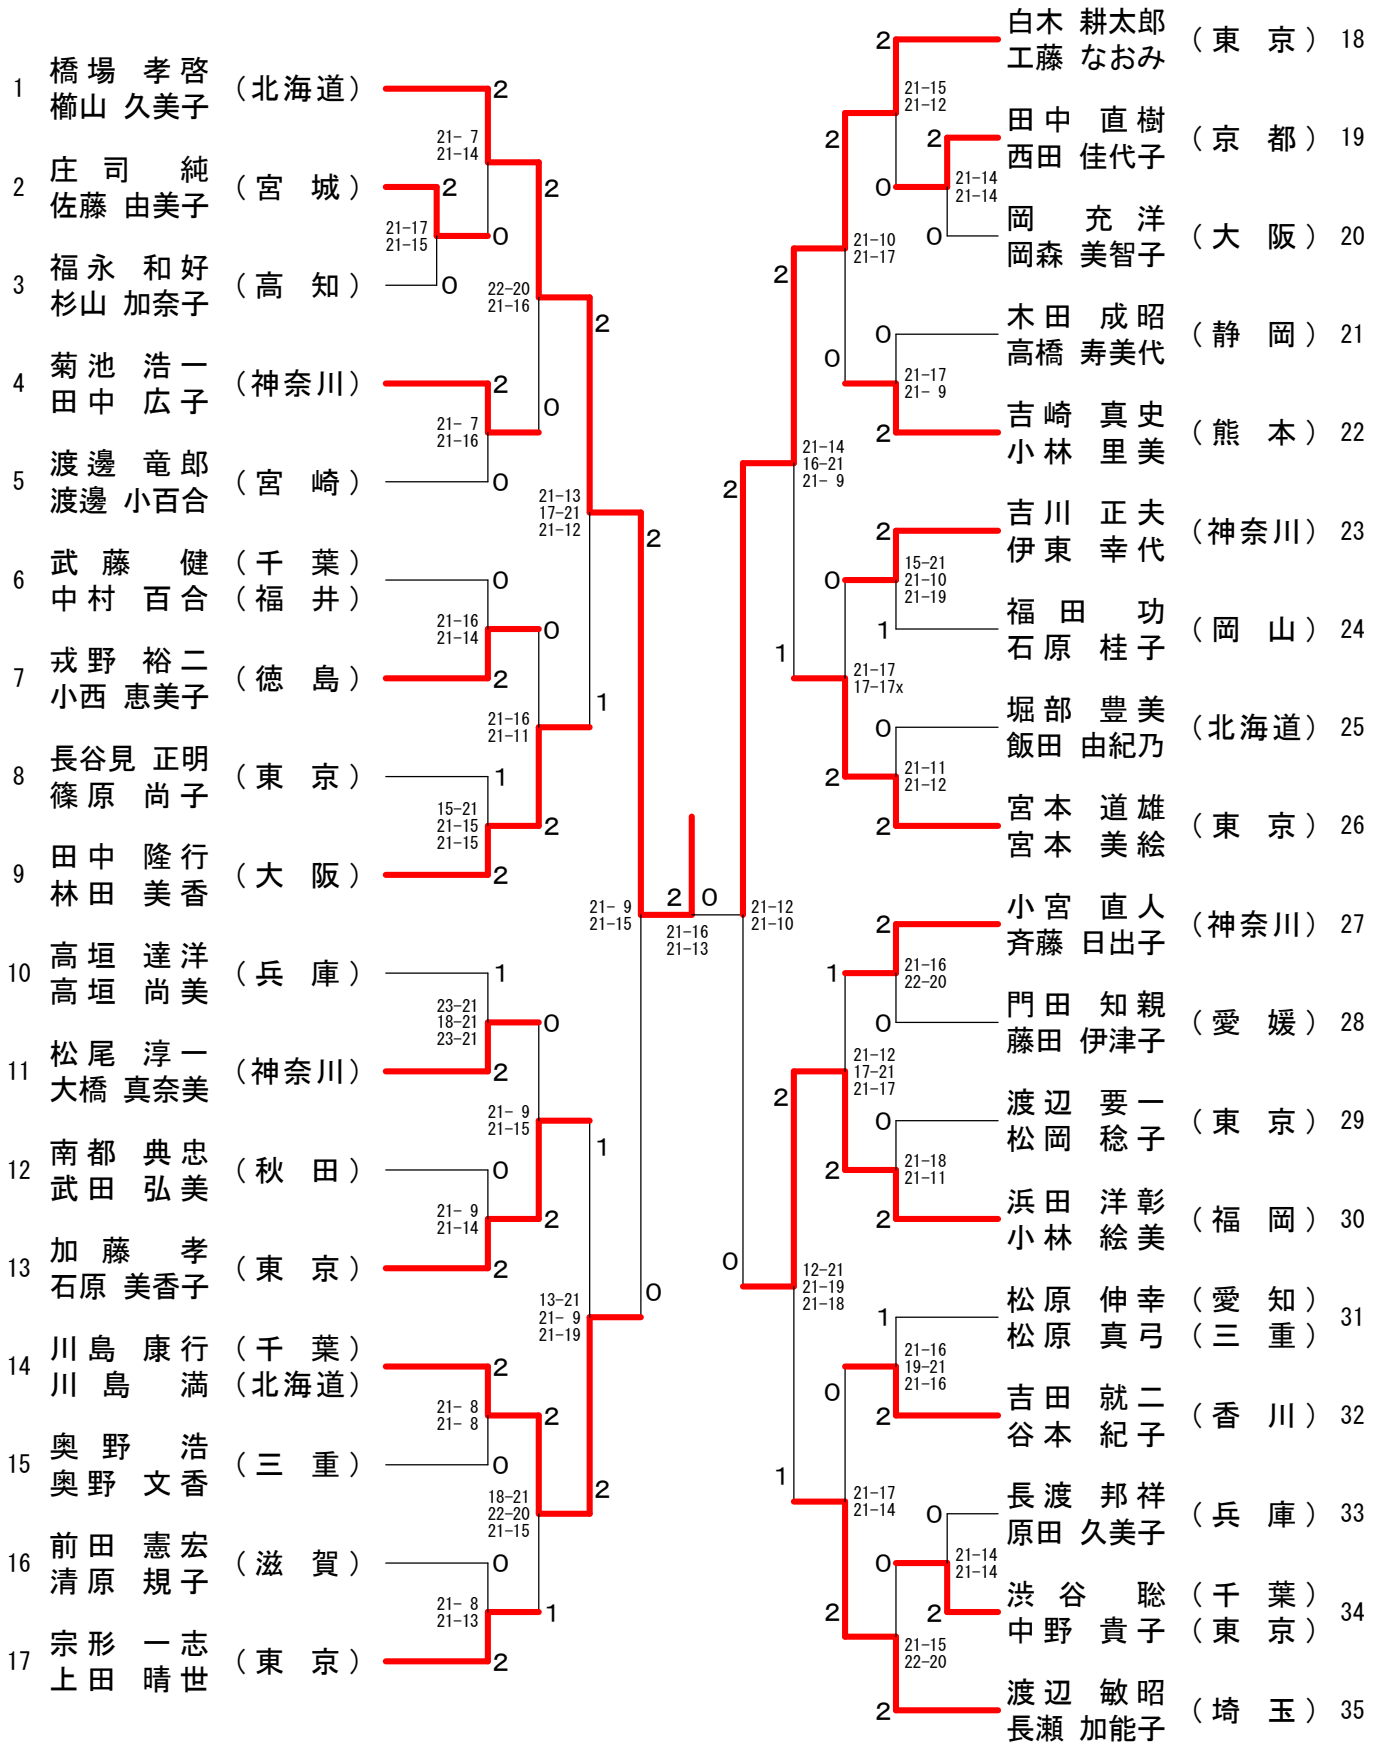 1 橋場 孝啓 (北海道)
櫛山 久美子
2
21- 7
21-14
2 庄司 純 (宮城)
佐藤 由美子
2
2
21-17
21-15
0
3 福永 和好 (高知)
杉山 加奈子
0
22-20
21-16
2
4 菊池 浩一 (神奈川)
田中 広子
2
0
21- 7
21-16
5 渡邊 竜郎 (宮崎)
渡邊 小百合
0
21-13
17-21
21-12
2
6 武藤 健 (千葉)
中村 百合 (福井)
0
21-16
21-14
0
7 戎野 裕二 (徳島)
小西 恵美子
2
1
21-16
21-11
8 長谷見 正明 (東京)
篠原 尚子
1
15-21
21-15
21-15
2
9 田中 隆行 (大阪)
林田 美香
2
21- 9
21-15
2 0
21-16
21-13
10 高垣 達洋 (兵庫)
高垣 尚美
1
23-21
18-21
23-21
0
11 松尾 淳一 (神奈川)
大橋 真奈美
2
21- 9
21-15
1
12 南都 典忠 (秋田)
武田 弘美
0
21- 9
21-14
2
13 加藤 孝 (東京)
石原 美香子
2
0
13-21
21- 9
21-19
14 川島 康行 (千葉)
川島 満 (北海道)
2
21- 8
21- 8
2
15 奥野 浩 (三重)
奥野 文香
0
2
18-21
22-20
21-15
16 前田 憲宏 (滋賀)
清原 規子
0
21- 8
21-13
1
17 宗形 一志 (東京)
上田 晴世
2
白木 耕太郎 (東京) 18
工藤 なおみ
2
21-15
21-12
田中 直樹 (京都) 19
西田 佳代子
2
2
21-14
21-14
0
岡 充洋 (大阪) 20
岡森 美智子
0
21-10
21-17
2
木田 成昭 (静岡) 21
高橋 寿美代
0
0
21-17
21- 9
吉崎 真史 (熊本) 22
小林 里美
2
21-14
16-21
21- 9
2
吉川 正夫 (神奈川) 23
伊東 幸代
2
15-21
21-10
21-19
0
福田 功 (岡山) 24
石原 桂子
1
1
21-17
17-17x
堀部 豊美 (北海道) 25
飯田 由紀乃
0
21-11
21-12
2
宮本 道雄 (東京) 26
宮本 美絵
2
21-12
21-10
小宮 直人 (神奈川) 27
斉藤 日出子
2
21-16
22-20
1
門田 知親 (愛媛) 28
藤田 伊津子
0
21-12
17-21
21-17
2
渡辺 要一 (東京) 29
松岡 稔子
0
21-18
21-11
2
浜田 洋彰 (福岡) 30
小林 絵美
2
0
12-21
21-19
21-18
松原 伸幸 (愛知) 31
松原 真弓 (三重)
1
21-16
19-21
21-16
0
吉田 就二 (香川) 32
谷本 紀子
2
1
21-17
21-14
長渡 邦祥 (兵庫) 33
原田 久美子
0
21-14
21-14
0
渋谷 聡 (千葉) 34
中野 貴子 (東京)
2
2
21-15
22-20
渡辺 敏昭 (埼玉) 35
長瀬 加能子
2